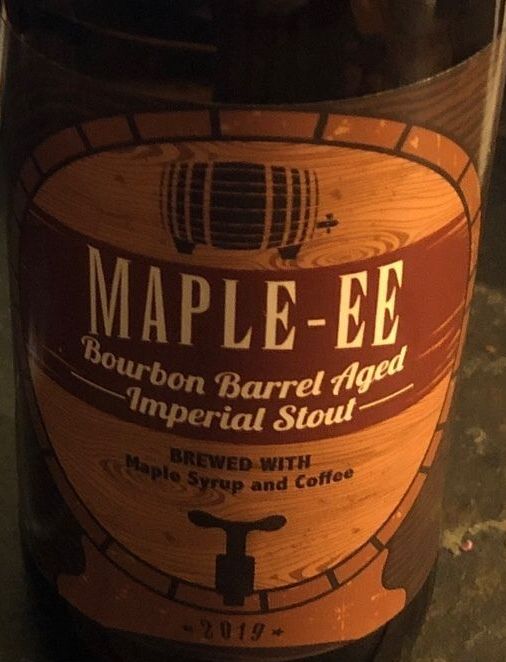 MAPLE-EE
Bourbon Barrel Aged
Imperial Stout
BREWED WITH
Maple Syrup and Coffee
2019